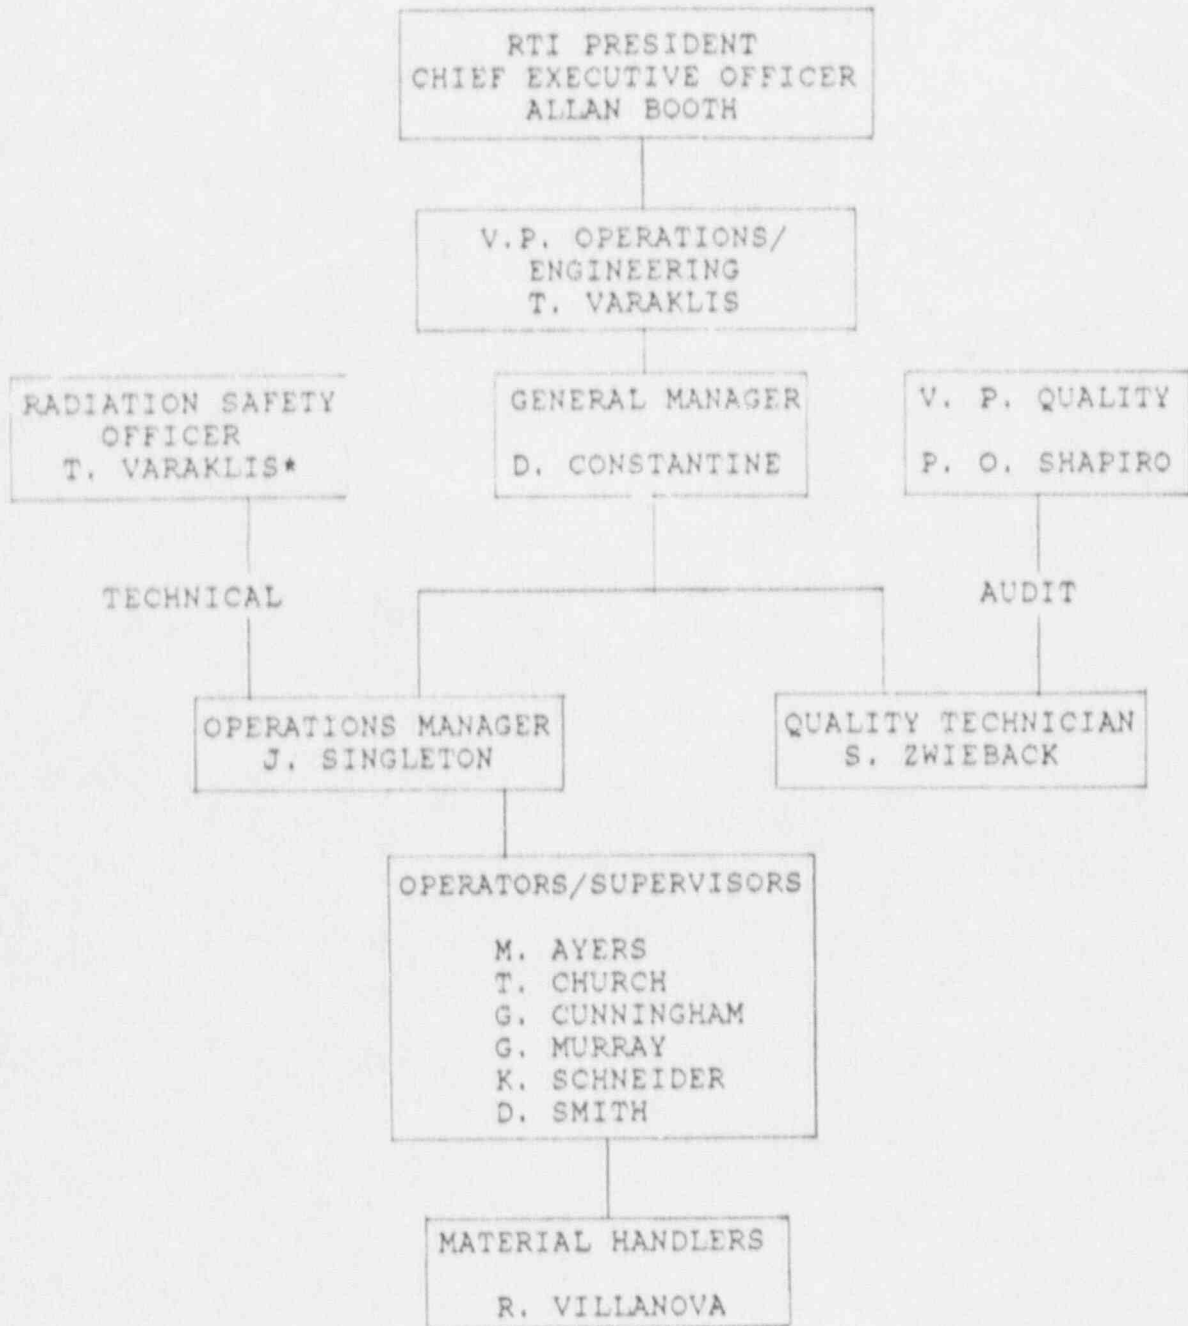 RTI PRESIDENT
CHIEF EXECUTIVE OFFICER
ALLAN BOOTH
V.P. OPERATIONS/
ENGINEERING
T. VARAKLIS
RADIATION SAFETY
OFFICER
T. VARAKLIS*
GENERAL MANAGER
D. CONSTANTINE
V. P. QUALITY
P. O. SHAPIRO
TECHNICAL
AUDIT
OPERATIONS MANAGER
J. SINGLETON
QUALITY TECHNICIAN
S. ZWIEBACK
OPERATORS/SUPERVISORS
M. AYERS
T. CHURCH
G. CUNNINGHAM
G. MURRAY
K. SCHNEIDER
D. SMITH
MATERIAL HANDLERS
R. VILLANOVA